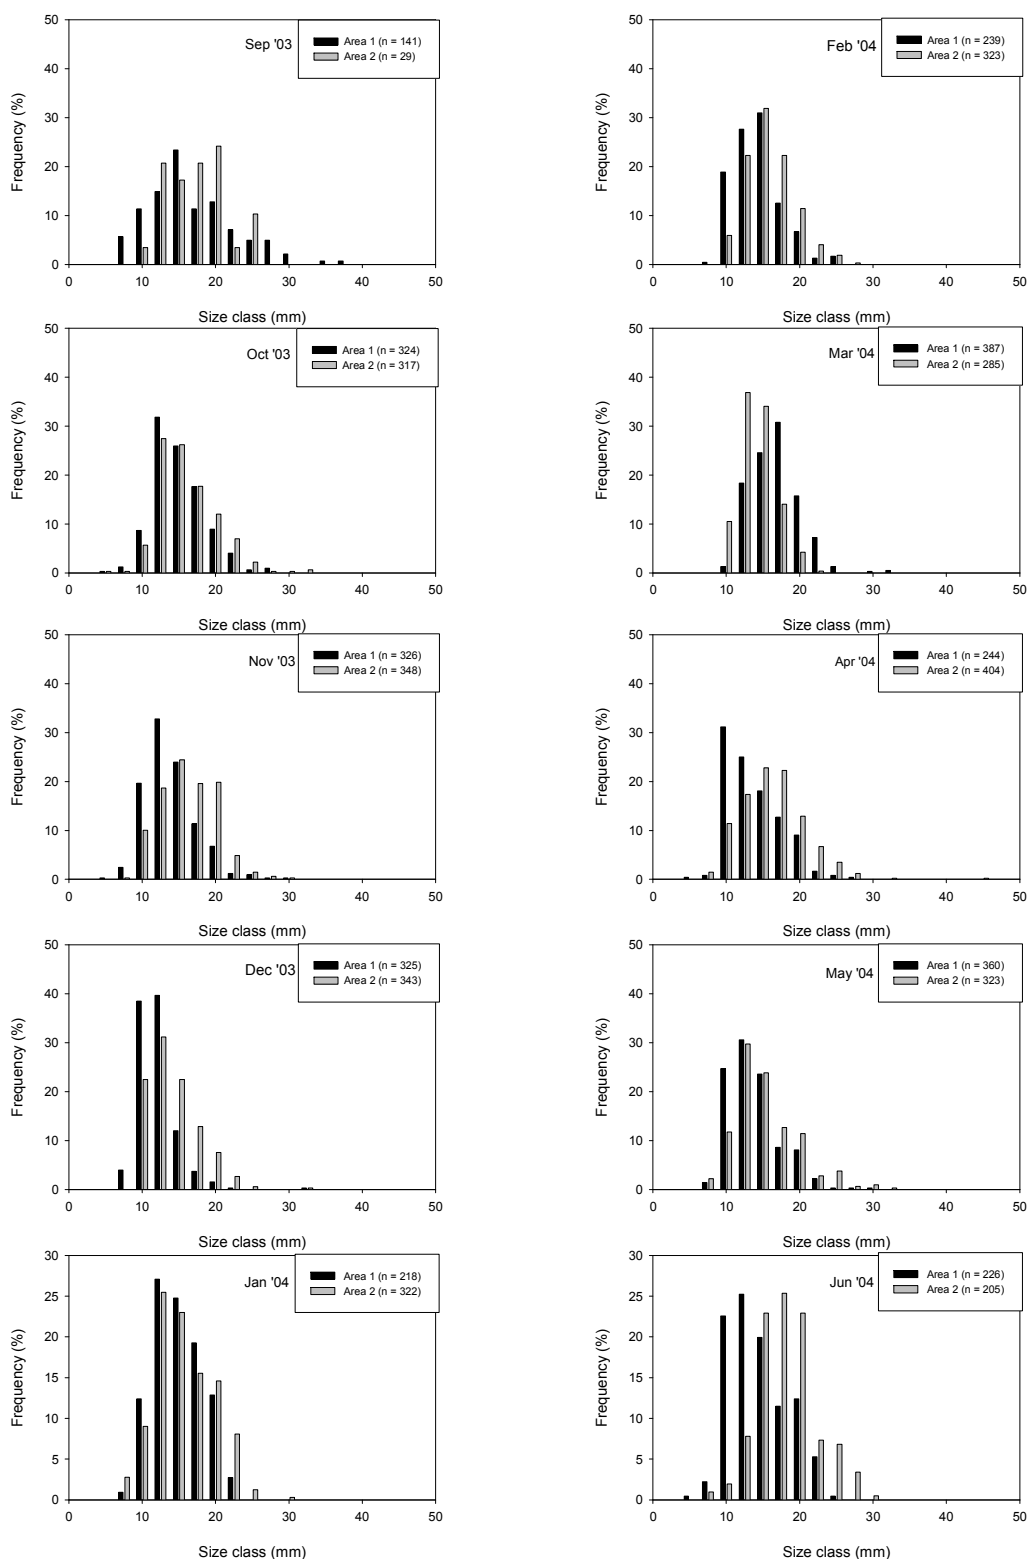 Sep '03
Area 1 (n = 141)
Area 2 (n = 29)
Frequency (%)
50
40
30
20
10
0
0 10 20 30 40 50
Size class (mm)
Oct '03
Area 1 (n = 324)
Area 2 (n = 317)
Frequency (%)
50
40
30
20
10
0
0 10 20 30 40 50
Size class (mm)
Nov '03
Area 1 (n = 326)
Area 2 (n = 348)
Frequency (%)
50
40
30
20
10
0
0 10 20 30 40 50
Size class (mm)
Dec '03
Area 1 (n = 325)
Area 2 (n = 343)
Frequency (%)
50
40
30
20
10
0
0 10 20 30 40 50
Size class (mm)
Jan '04
Area 1 (n = 218)
Area 2 (n = 322)
Frequency (%)
30
25
20
15
10
5
0
0 10 20 30 40 50
Size class (mm)
Feb '04
Area 1 (n = 239)
Area 2 (n = 323)
Frequency (%)
50
40
30
20
10
0
0 10 20 30 40 50
Size class (mm)
Mar '04
Area 1 (n = 387)
Area 2 (n = 285)
Frequency (%)
50
40
30
20
10
0
0 10 20 30 40 50
Size class (mm)
Apr '04
Area 1 (n = 244)
Area 2 (n = 404)
Frequency (%)
50
40
30
20
10
0
0 10 20 30 40 50
Size class (mm)
May '04
Area 1 (n = 360)
Area 2 (n = 323)
Frequency (%)
50
40
30
20
10
0
0 10 20 30 40 50
Size class (mm)
Jun '04
Area 1 (n = 226)
Area 2 (n = 205)
Frequency (%)
30
25
20
15
10
5
0
0 10 20 30 40 50
Size class (mm)